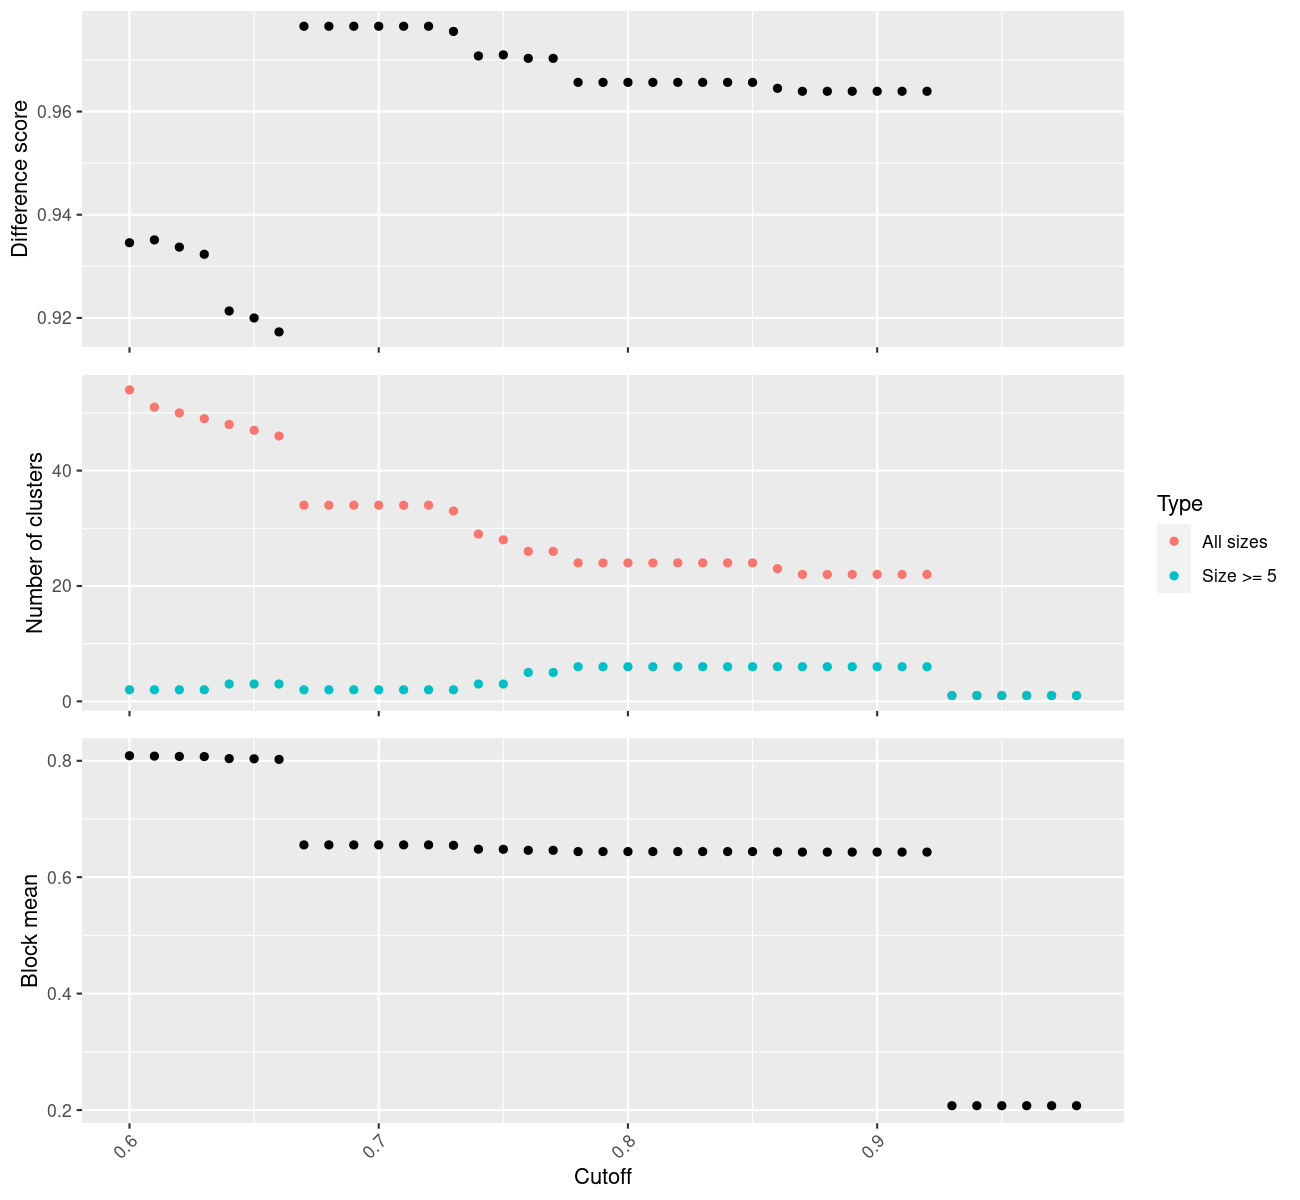 Difference score
0.96
0.94
0.92
Number of clusters
40
20
0
Type
All sizes
Size >= 5
Block mean
0.8
0.6
0.4
0.2
0.6 0.7 0.8 0.9
Cutoff